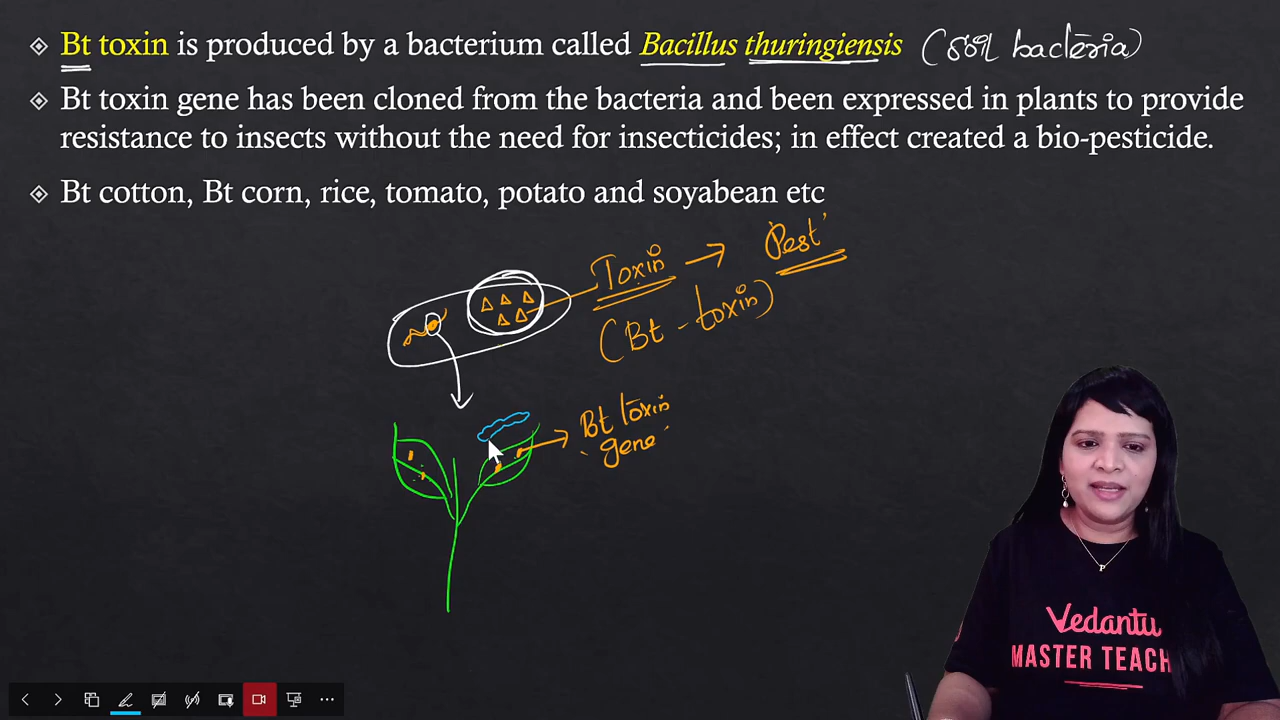 Bt toxin is produced by a bacterium called Bacillus thuringiensis (soil bacteria)
Bt toxin gene has been cloned from the bacteria and been expressed in plants to provide
resistance to insects without the need for insecticides; in effect created a bio-pesticide.
Bt cotton, Bt corn, rice, tomato, potato and soyabean etc
Toxin → Pest
(Bt - toxin)
Bt toxin
gene
Vedantu
MASTER TEACH